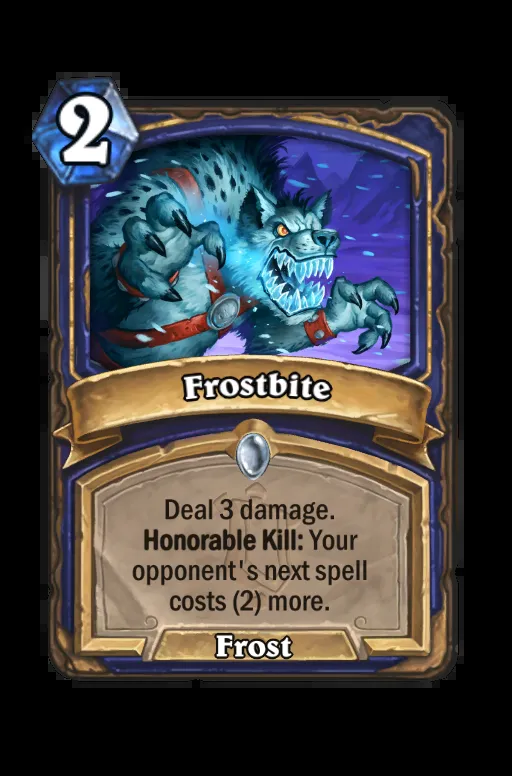 2
Frostbite
Deal 3 damage.
Honorable Kill: Your
opponent's next spell
costs (2) more.
Frost